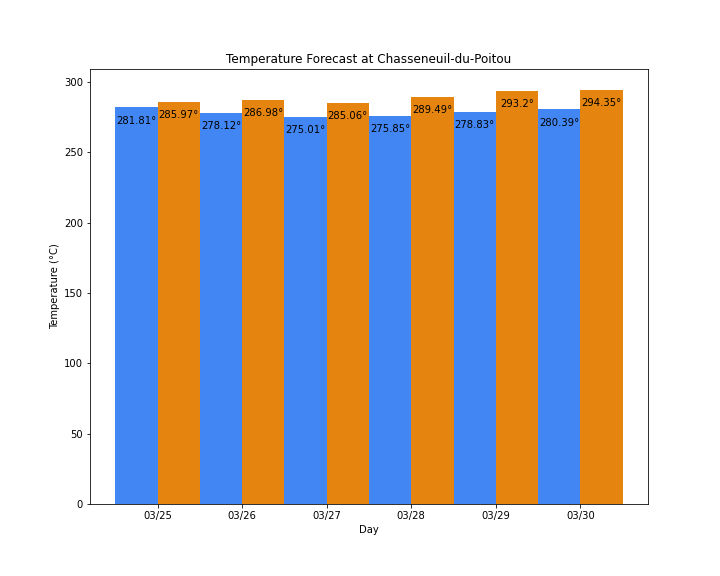 Temperature Forecast at Chasseneuil-du-Poitou
Temperature (°C)
300
250
200
150
100
50
0
281.81° 285.97° 278.12° 286.98° 275.01° 285.06° 275.85° 289.49° 278.83° 293.2° 280.39° 294.35°
03/25 03/26 03/27 03/28 03/29 03/30
Day